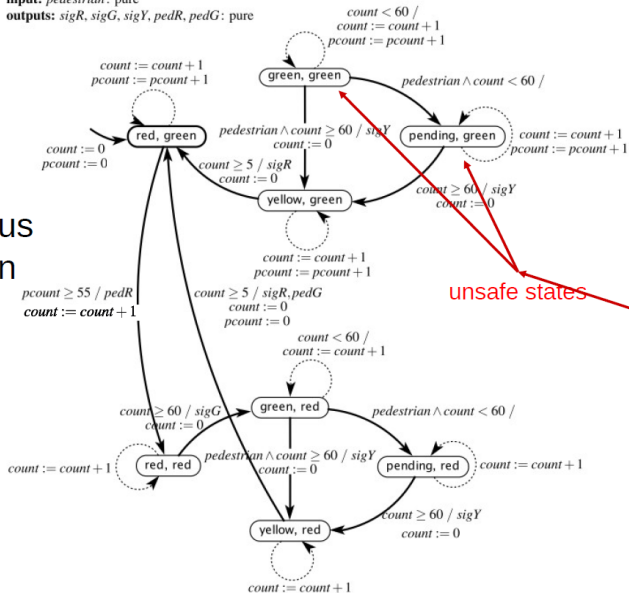 input: pedestrian: pure
outputs: sigR, sigG, sigY, pedR, pedG: pure
count < 60 /
count := count + 1
pcount := pcount + 1
count := count + 1
pcount := pcount + 1
green, green
pedestrian ∧ count < 60 /
red, green
pedestrian ∧ count ≥ 60 / sigY
count := 0
pending, green
count := count + 1
pcount := pcount + 1
count := 0
pcount := 0
count ≥ 5 / sigR
count := 0
yellow, green
count ≥ 60 / sigY
count := 0
us
n
count := count + 1
pcount := pcount + 1
unsafe states
pcount ≥ 55 / pedR
count := count + 1
count ≥ 5 / sigR, pedG
count := 0
pcount := 0
count < 60 /
count := count + 1
count ≥ 60 / sigG
count := 0
green, red
pedestrian ∧ count < 60 /
count := count + 1
red, red
pedestrian ∧ count ≥ 60 / sigY
count := 0
pending, red
count := count + 1
yellow, red
count ≥ 60 / sigY
count := 0
count := count + 1